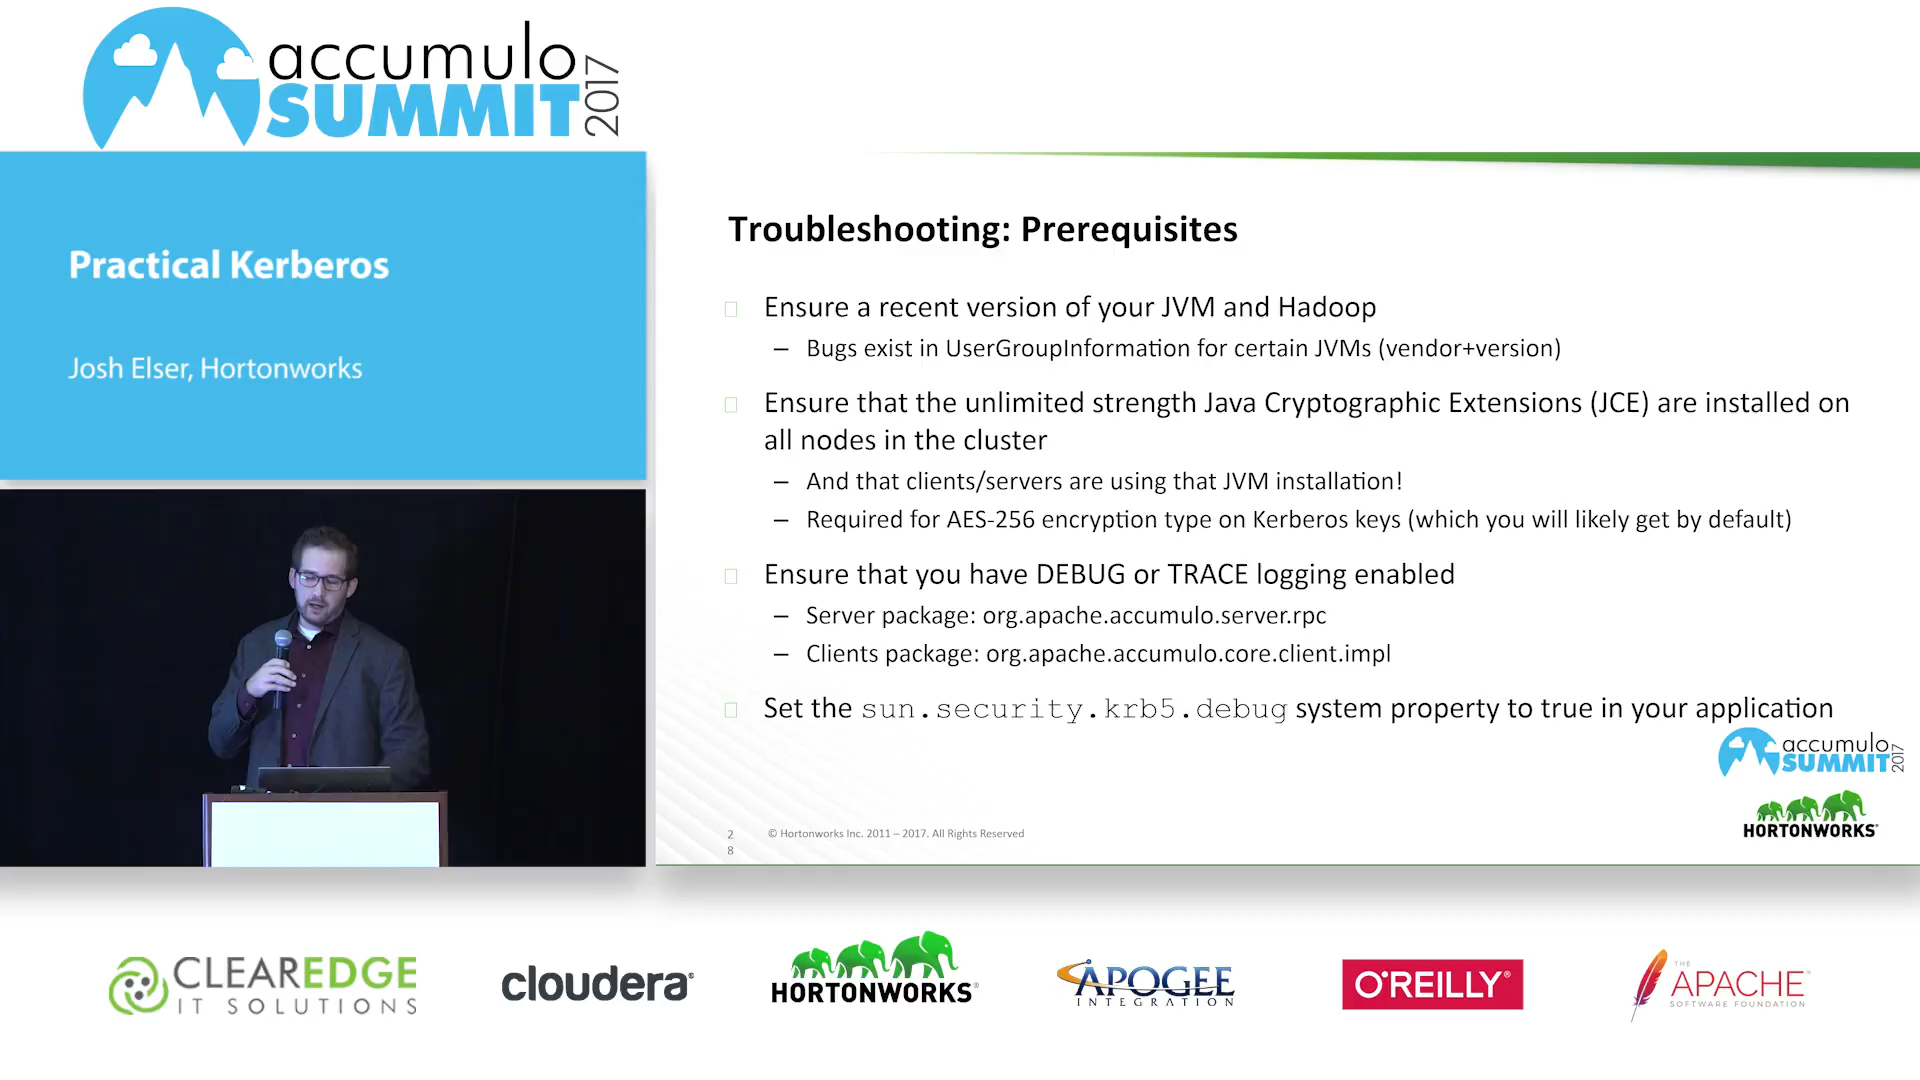 accumulo
SUMMIT
2017
Practical Kerberos
Josh Elser, Hortonworks
Troubleshooting: Prerequisites
Ensure a recent version of your JVM and Hadoop
– Bugs exist in UserGroupInformation for certain JVMs (vendor+version)
Ensure that the unlimited strength Java Cryptographic Extensions (JCE) are installed on
all nodes in the cluster
– And that clients/servers are using that JVM installation!
– Required for AES-256 encryption type on Kerberos keys (which you will likely get by default)
Ensure that you have DEBUG or TRACE logging enabled
– Server package: org.apache.accumulo.server.rpc
– Clients package: org.apache.accumulo.core.client.impl
Set the sun.security.krb5.debug system property to true in your application
accumulo
SUMMIT
2017
HORTONWORKS®
2
8
© Hortonworks Inc. 2011 – 2017. All Rights Reserved
CLEAREDGE
IT SOLUTIONS
cloudera®
HORTONWORKS®
APOGEE
INTEGRATION
O'REILLY®
THE
APACHE®
SOFTWARE FOUNDATION